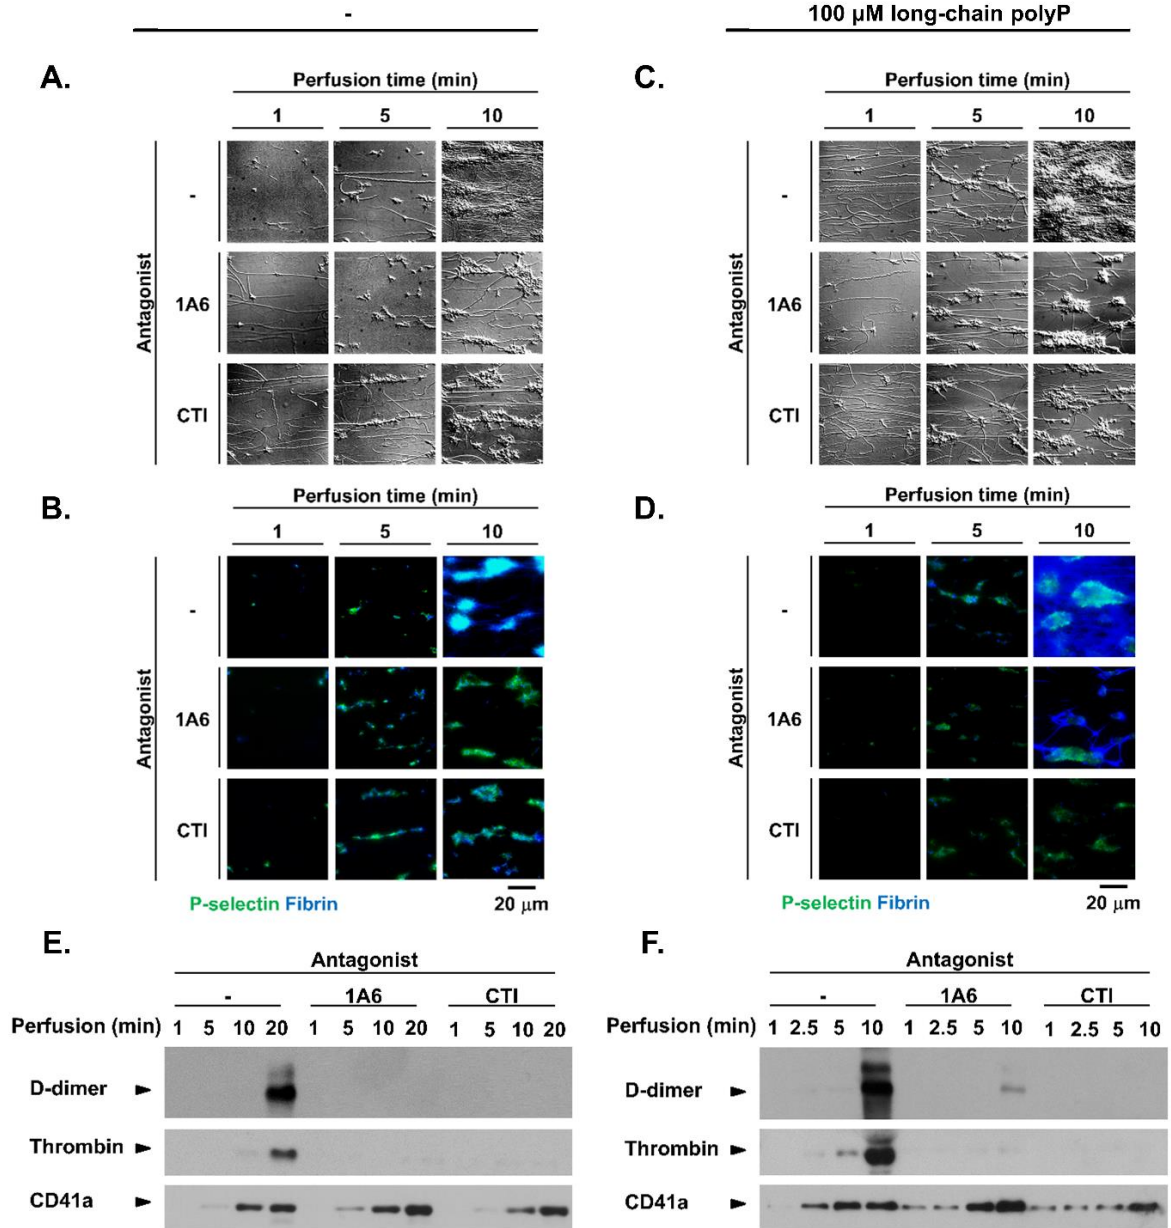 -
100 μM long-chain polyP
A.
Perfusion time (min)
1 5 10
Antagonist
-
1A6
CTI
C.
Perfusion time (min)
1 5 10
Antagonist
-
1A6
CTI
B.
Perfusion time (min)
1 5 10
Antagonist
-
1A6
CTI
P-selectin Fibrin
20 μm
D.
Perfusion time (min)
1 5 10
Antagonist
-
1A6
CTI
P-selectin Fibrin
20 μm
E.
Antagonist
- 1A6 CTI
Perfusion (min) 1 5 10 20 1 5 10 20 1 5 10 20
D-dimer
Thrombin
CD41a
F.
Antagonist
- 1A6 CTI
Perfusion (min) 1 2.5 5 10 1 2.5 5 10 1 2.5 5 10
D-dimer
Thrombin
CD41a